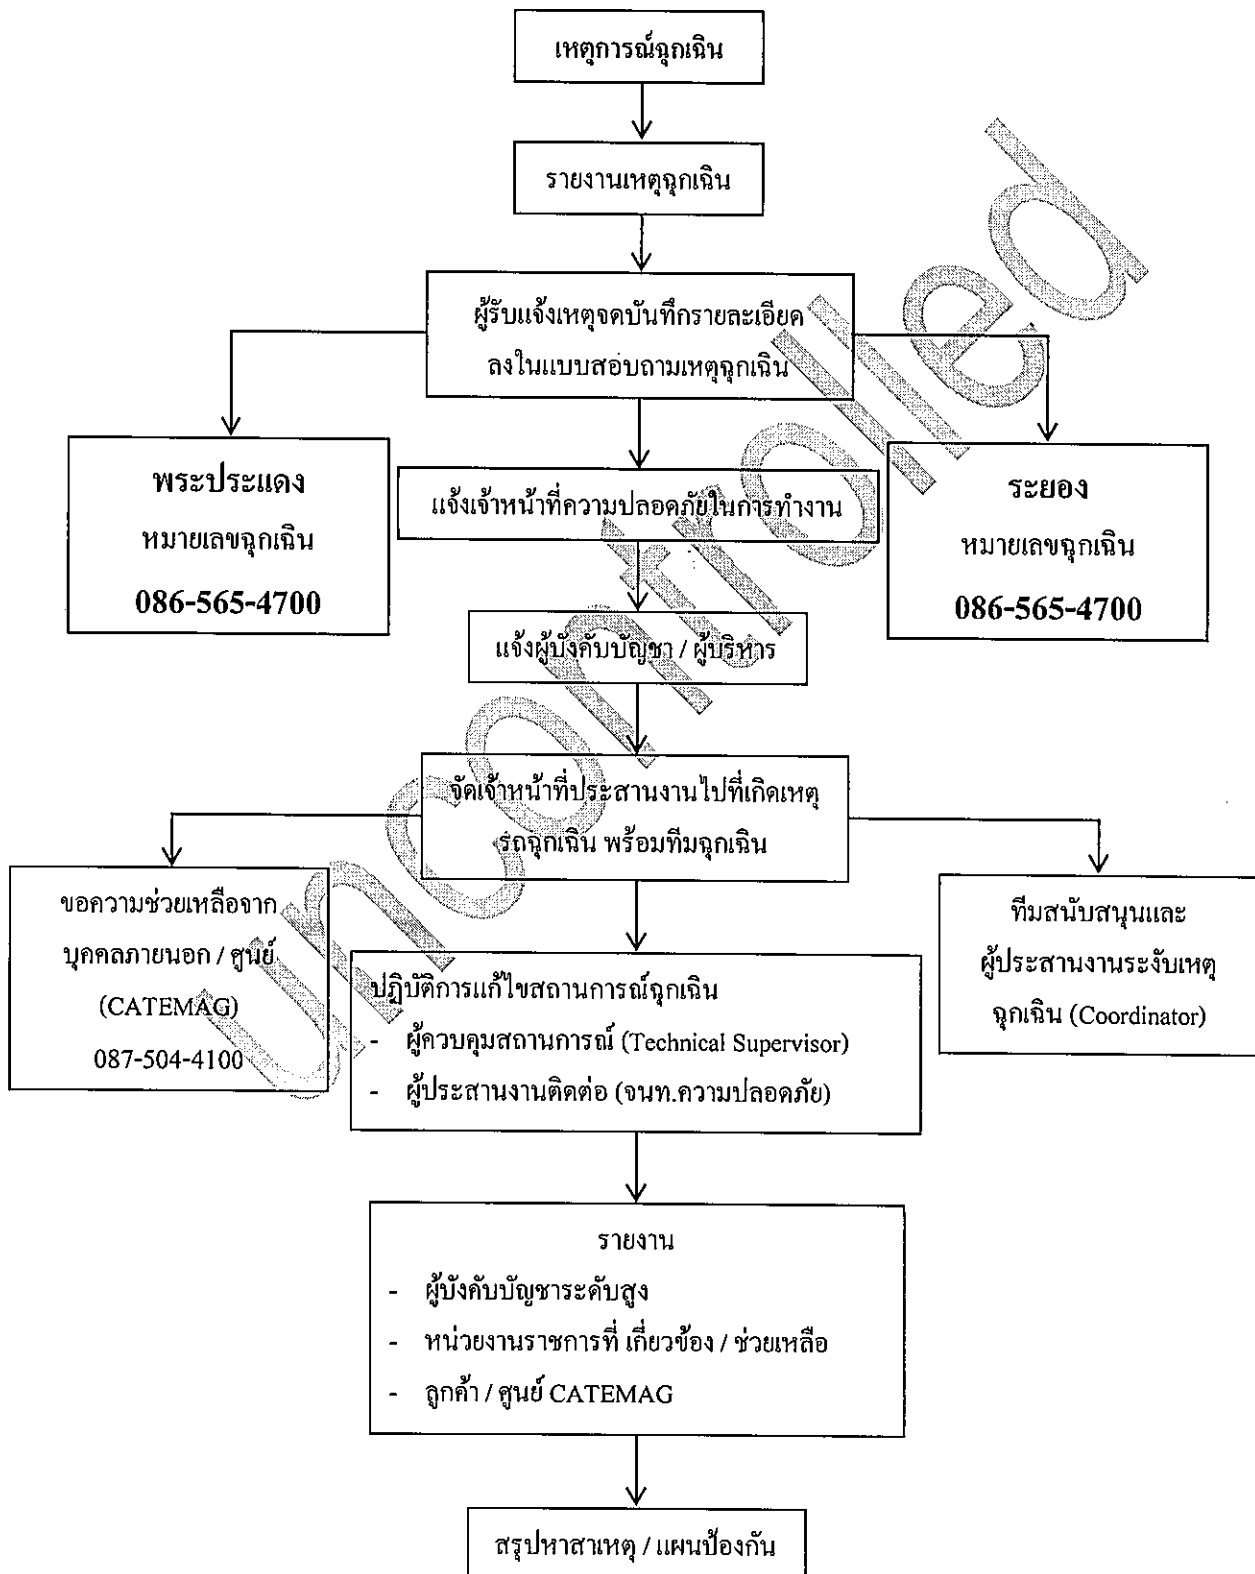 เหตุการณ์ฉุกเฉิน
รายงานเหตุฉุกเฉิน
ผู้รับแจ้งเหตุจดบันทึกรายละเอียด
ลงในแบบสอบถามเหตุฉุกเฉิน
พระประแดง
หมายเลขฉุกเฉิน
086-565-4700
แจ้งเจ้าหน้าที่ความปลอดภัยในการทำงาน
ระยอง
หมายเลขฉุกเฉิน
086-565-4700
แจ้งผู้บังคับบัญชา / ผู้บริหาร
จัดเจ้าหน้าที่ประสานงานไปที่เกิดเหตุ
รถฉุกเฉิน พร้อมทีมฉุกเฉิน
ขอความช่วยเหลือจาก
บุคคลภายนอก / ศูนย์
(CATEMAG)
087-504-4100
ปฏิบัติการแก้ไขสถานการณ์ฉุกเฉิน
- ผู้ควบคุมสถานการณ์ (Technical Supervisor)
- ผู้ประสานงานติดต่อ (จนท.ความปลอดภัย)
ทีมสนับสนุนและ
ผู้ประสานงานระงับเหตุ
ฉุกเฉิน (Coordinator)
รายงาน
- ผู้บังคับบัญชาระดับสูง
- หน่วยงานราชการที่ เกี่ยวข้อง / ช่วยเหลือ
- ลูกค้า / ศูนย์ CATEMAG
สรุปหาสาเหตุ / แผนป้องกัน
Uncontrolled